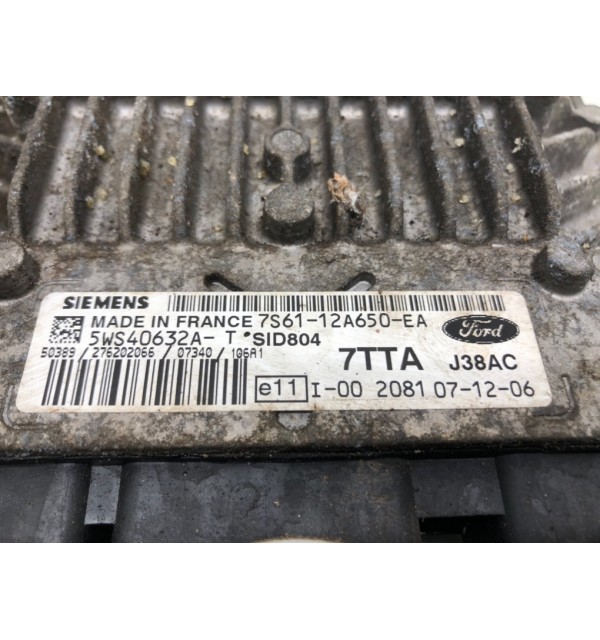 SIEMENS
MADE IN FRANCE 7S61-12A650-EA
5WS40632A-T *SID804
Ford
50389 / 276202066 / 07340 / 106A1
7TTA J38AC
e11 I-00 2081 07-12-06